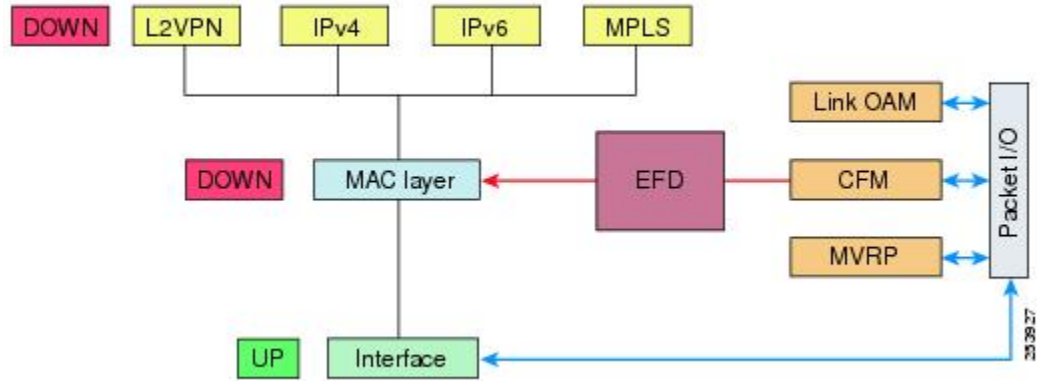 DOWN
L2VPN
IPv4
IPv6
MPLS
Link OAM
DOWN
MAC layer
EFD
CFM
Packet I/O
MVRP
UP
Interface
253927